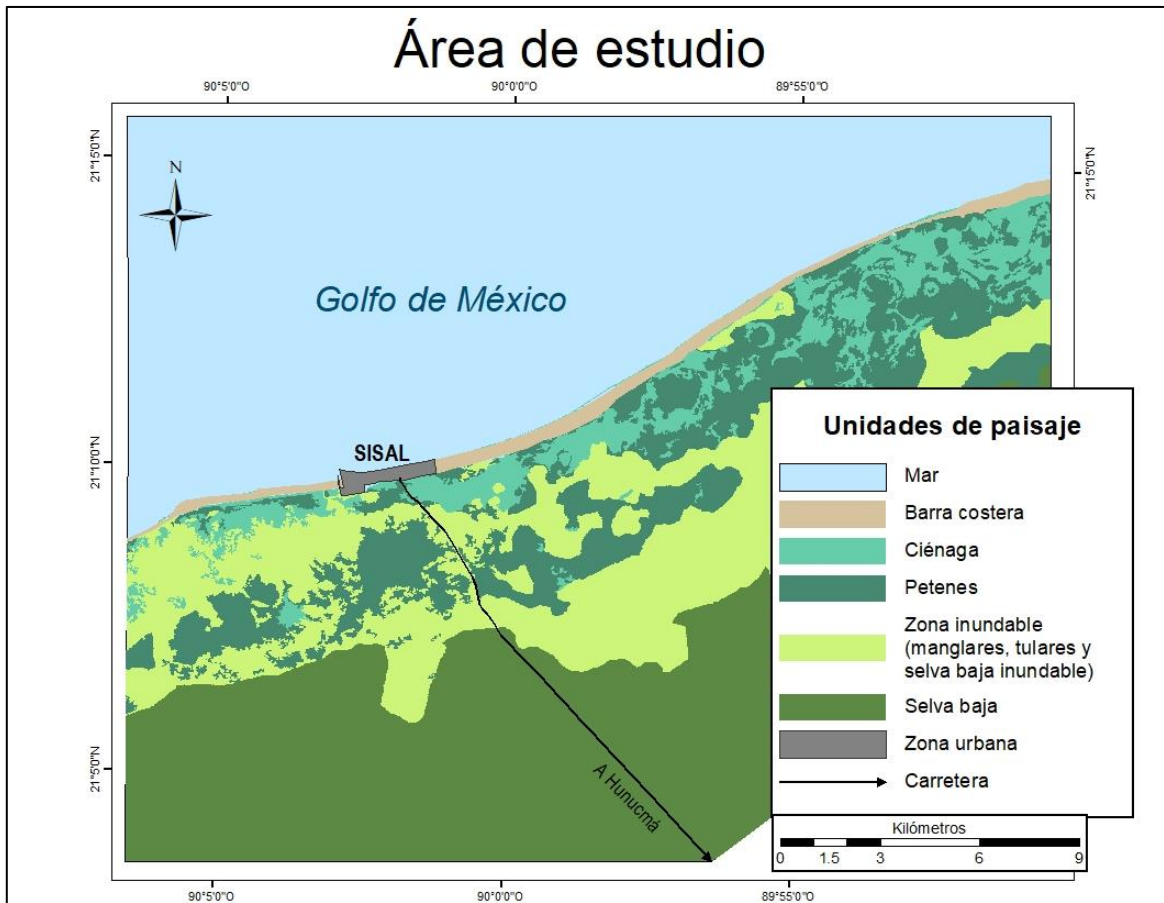 Área de estudio
90°5'0"O
90°0'0"O
89°55'0"O
21°15'0"N
21°15'0"N
N
Golfo de México
SISAL
21°10'0"N
21°10'0"N
21°5'0"N
A Hunucmá
Unidades de paisaje
Mar
Barra costera
Ciénaga
Petenes
Zona inundable
(manglares, tulares y
selva baja inundable)
Selva baja
Zona urbana
Carretera
Kilómetros
0 1.5 3 6 9
90°5'0"O
90°0'0"O
89°55'0"O